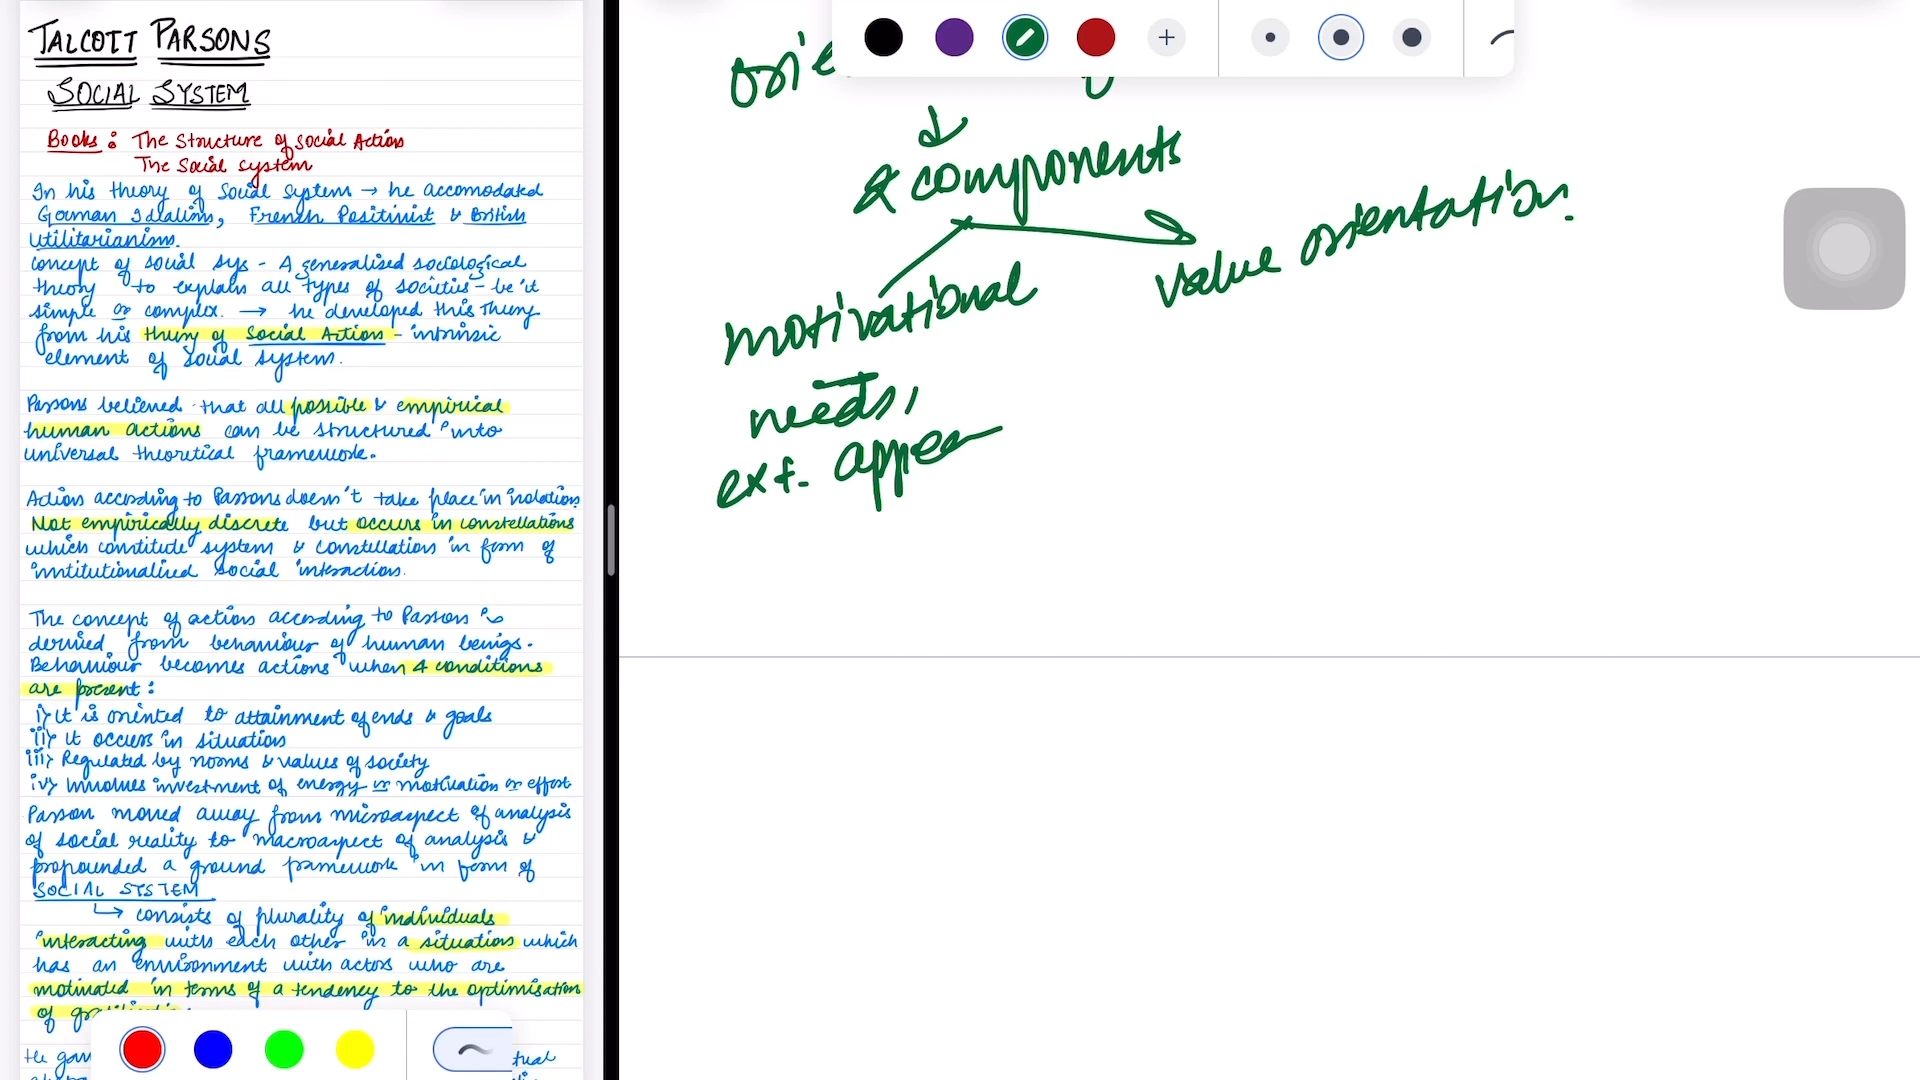 TALCOTT PARSONS
SOCIAL SYSTEM
Books : The Structure of Social Action
The Social System
In his theory of Social System → he accomodated
German Idealism, French Positivist & British
Utilitarianism.
Concept of Social Sys - A generalised sociological
theory to explain all types of societies - be it
simple or complex. → he developed this theory
from his theory of Social Action - intrinsic
element of social system.
Parsons believed that all possible & empirical
human actions can be structured into
universal theoretical framework.
Action according to Parsons doesn't take place in isolation
Not empirically discrete but occurs in constellations
which constitute system & constellation in form of
institutionalised social interaction.
The concept of action according to Parsons is
derived from behaviour of human beings.
Behaviour becomes actions when 4 conditions
are present :
i) It is oriented to attainment of ends & goals
ii) It occurs in situation
iii) Regulated by norms & values of society
iv) Involves investment of energy or motivation or effort
Parson moved away from microaspect of analysis
of social reality to macroaspect of analysis &
propounded a ground framework in form of
SOCIAL SYSTEM
↳ consists of plurality of individuals
interacting with each other in a situation which
has an environment with actors who are
motivated in terms of a tendency to the optimisation
of
He
↓
components
motivational
value orientation.
needs,
ext. appea